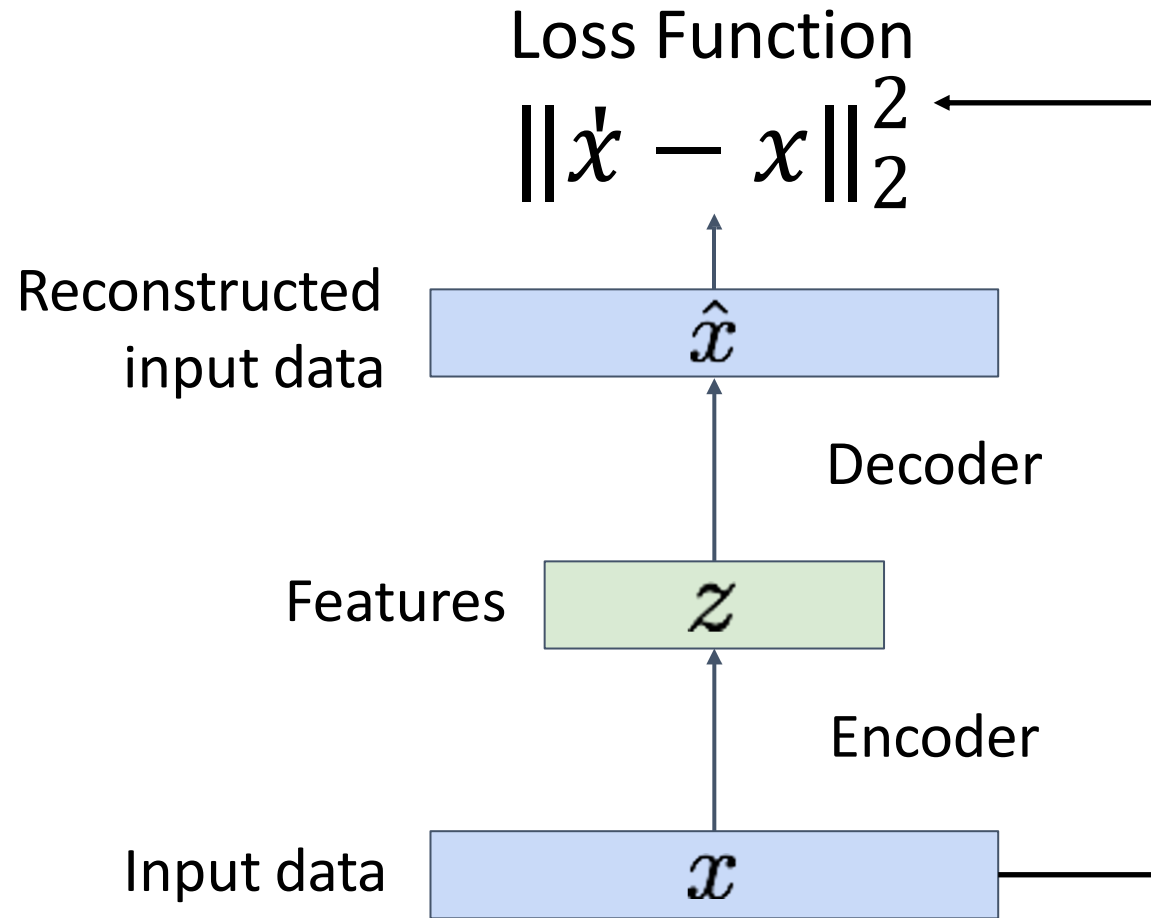 Loss Function
‖x̍ − x‖₂²
Reconstructed
input data
x̂
Decoder
Features
z
Encoder
Input data
x